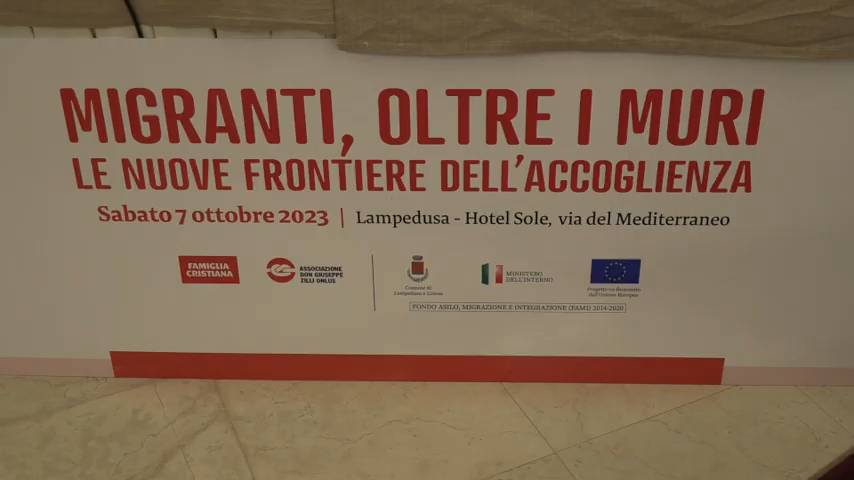 MIGRANTI, OLTRE I MURI
LE NUOVE FRONTIERE DELL'ACCOGLIENZA
Sabato 7 ottobre 2023 | Lampedusa - Hotel Sole, via del Mediterraneo
FAMIGLIA
CRISTIANA
ASSOCIAZIONE
DON GIUSEPPE
ZILLI ONLUS
Comune di
Lampedusa e Linosa
MINISTERO
DELL'INTERNO
Progetto co-finanziato
dall'Unione Europea
FONDO ASILO, MIGRAZIONE E INTEGRAZIONE (FAMI) 2014-2020